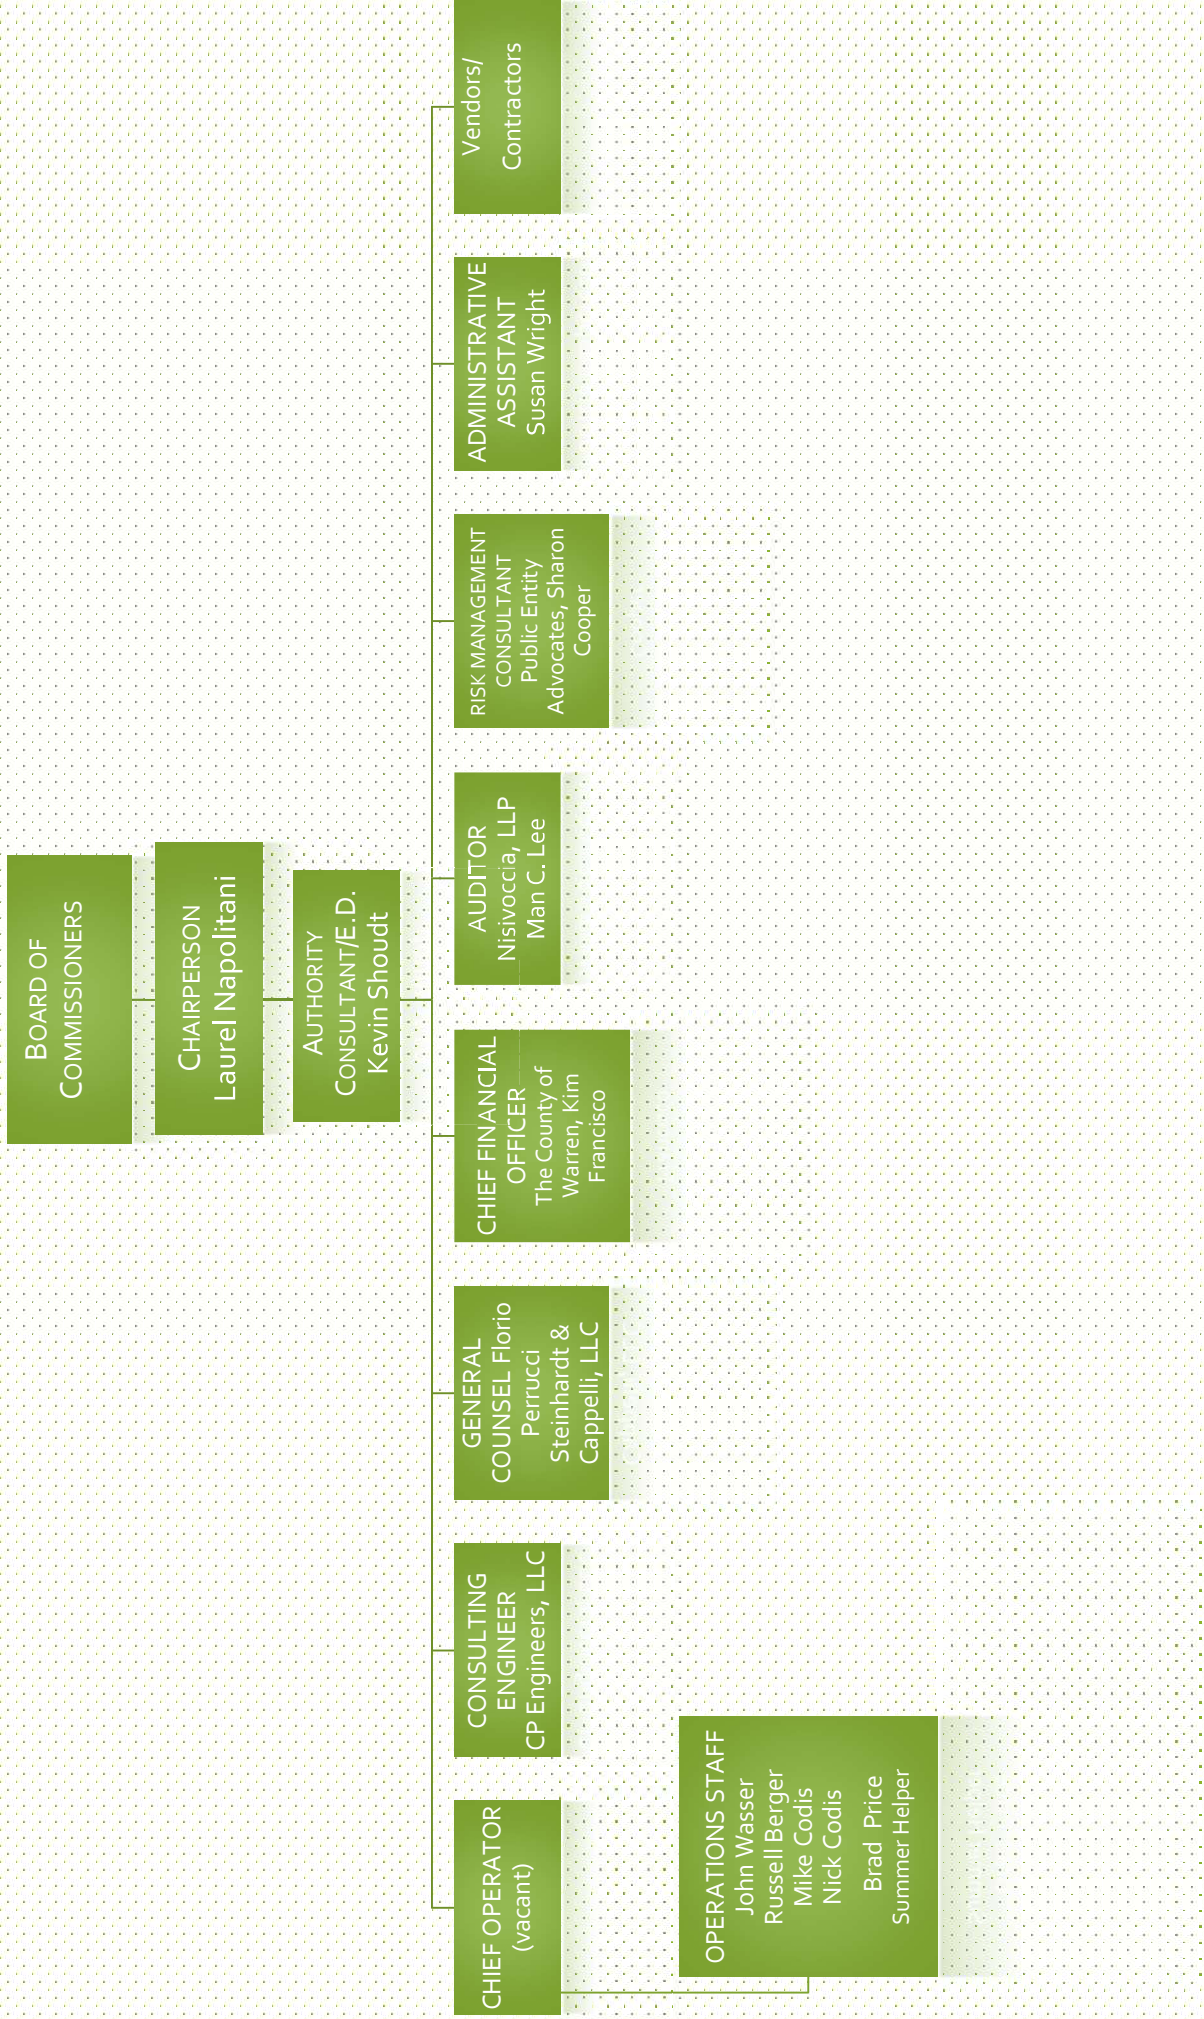 BOARD OF
COMMISSIONERS
CHAIRPERSON
Laurel Napolitani
AUTHORITY
CONSULTANT/E.D.
Kevin Shoudt
CHIEF OPERATOR
(vacant)
OPERATIONS STAFF
John Wasser
Russell Berger
Mike Codis
Nick Codis
Brad Price
Summer Helper
CONSULTING
ENGINEER
CP Engineers, LLC
GENERAL
COUNSEL Florio
Perrucci
Steinhardt &
Cappelli, LLC
CHIEF FINANCIAL
OFFICER
The County of
Warren, Kim
Francisco
AUDITOR
Nisivoccia, LLP
Man C. Lee
RISK MANAGEMENT
CONSULTANT
Public Entity
Advocates, Sharon
Cooper
ADMINISTRATIVE
ASSISTANT
Susan Wright
Vendors/
Contractors